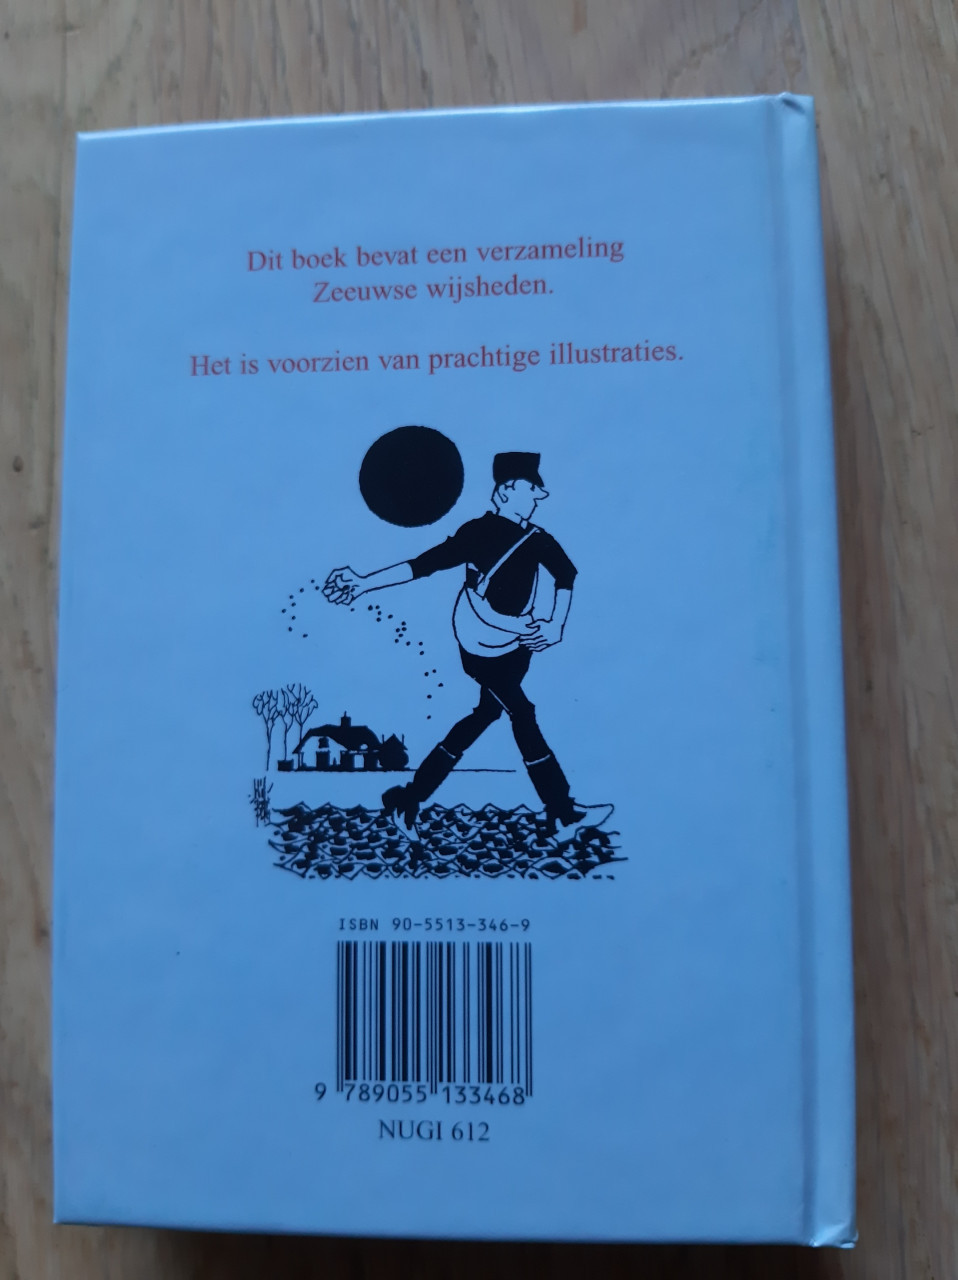 Dit boek bevat een verzameling
Zeeuwse wijsheden.
Het is voorzien van prachtige illustraties.
ISBN 90-5513-346-9
9 789055 133468
NUGI 612